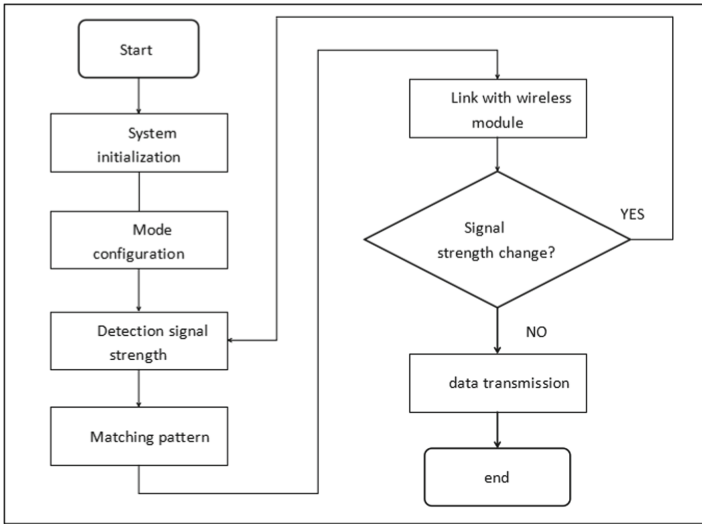 Start
System
initialization
Mode
configuration
Detection signal
strength
Matching pattern
Link with wireless
module
Signal
strength change?
YES
NO
data transmission
end